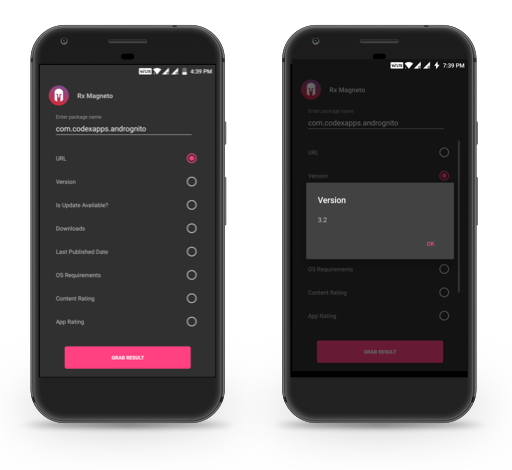 VoLTE 4:39 PM
Rx Magneto
Enter package name
com.codexapps.andrognito
URL
Version
Is Update Available?
Downloads
Last Published Date
OS Requirements
Content Rating
App Rating
GRAB RESULT
VoLTE 7:39 PM
Rx Magneto
Enter package name
com.codexapps.andrognito
URL
Version
Version
3.2
OK
OS Requirements
Content Rating
App Rating
GRAB RESULT